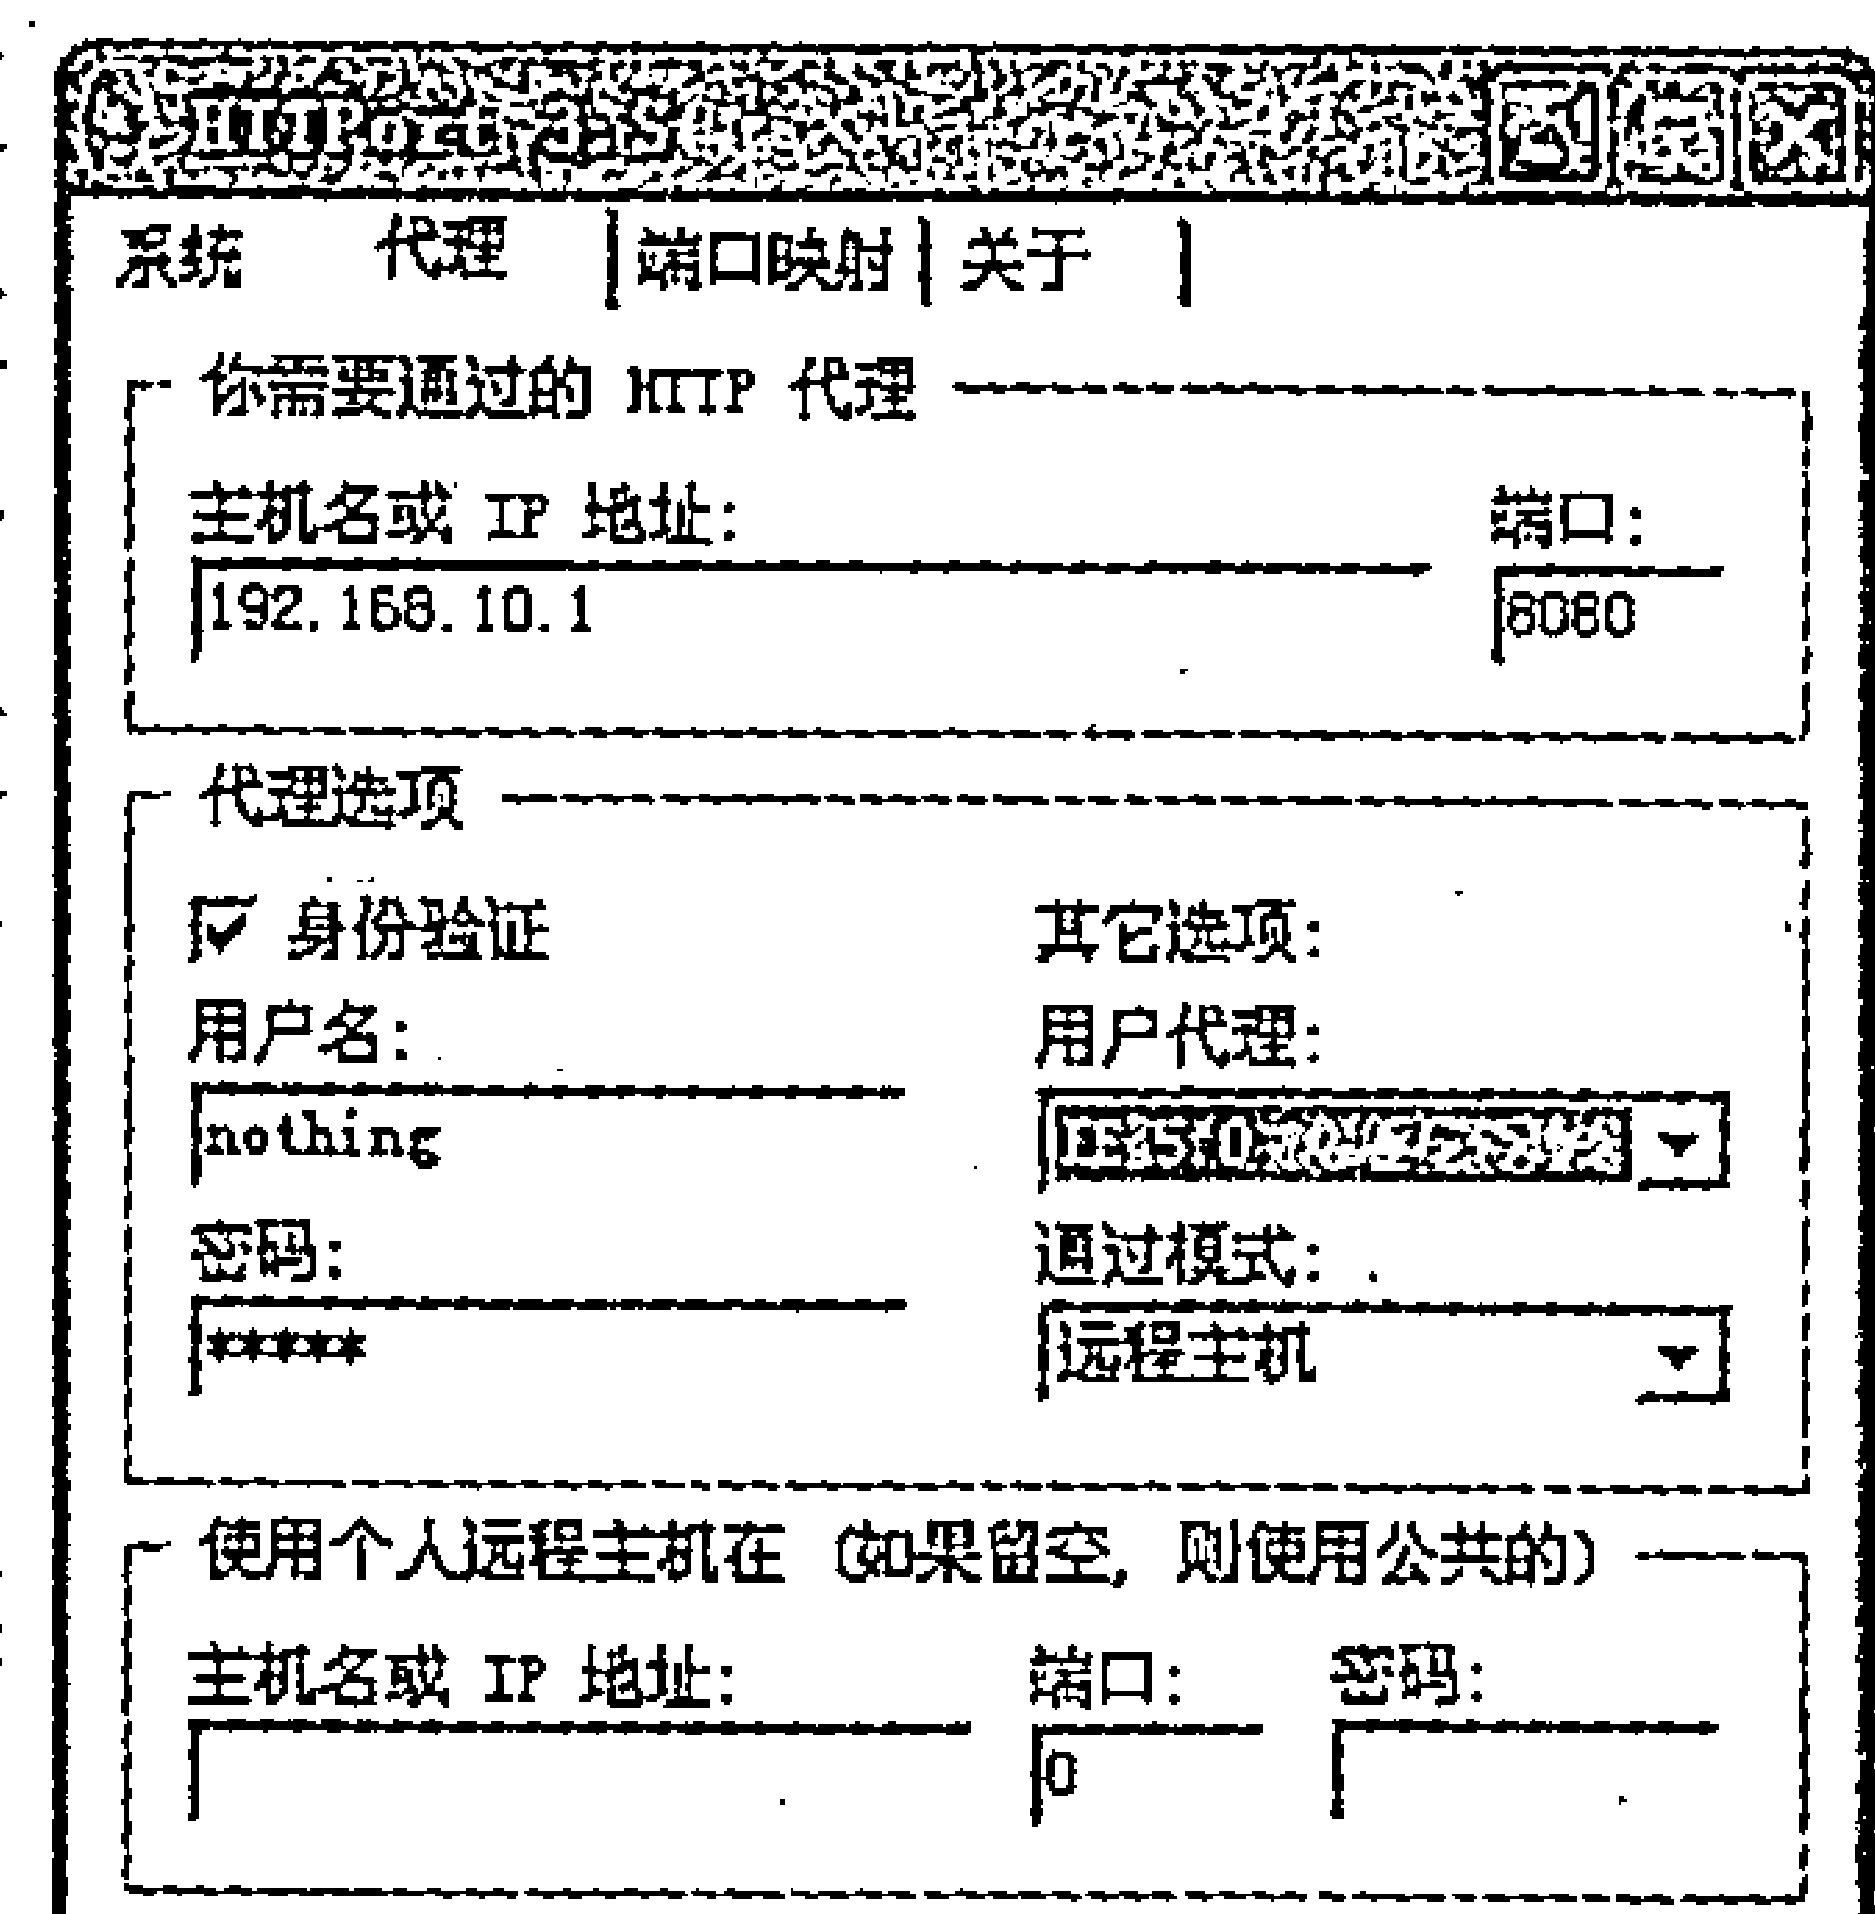 HTTPort 3.15
系统 代理 端口映射 关于
你需要通过的 HTTP 代理
主机名或 IP 地址: 端口:
192.168.10.1 8080
代理选项
身份验证 其它选项:
用户名: 用户代理:
nothing
密码: 通过模式:
***** 远程主机
使用个人远程主机在 (如果留空, 则使用公共的)
主机名或 IP 地址: 端口: 密码:
0